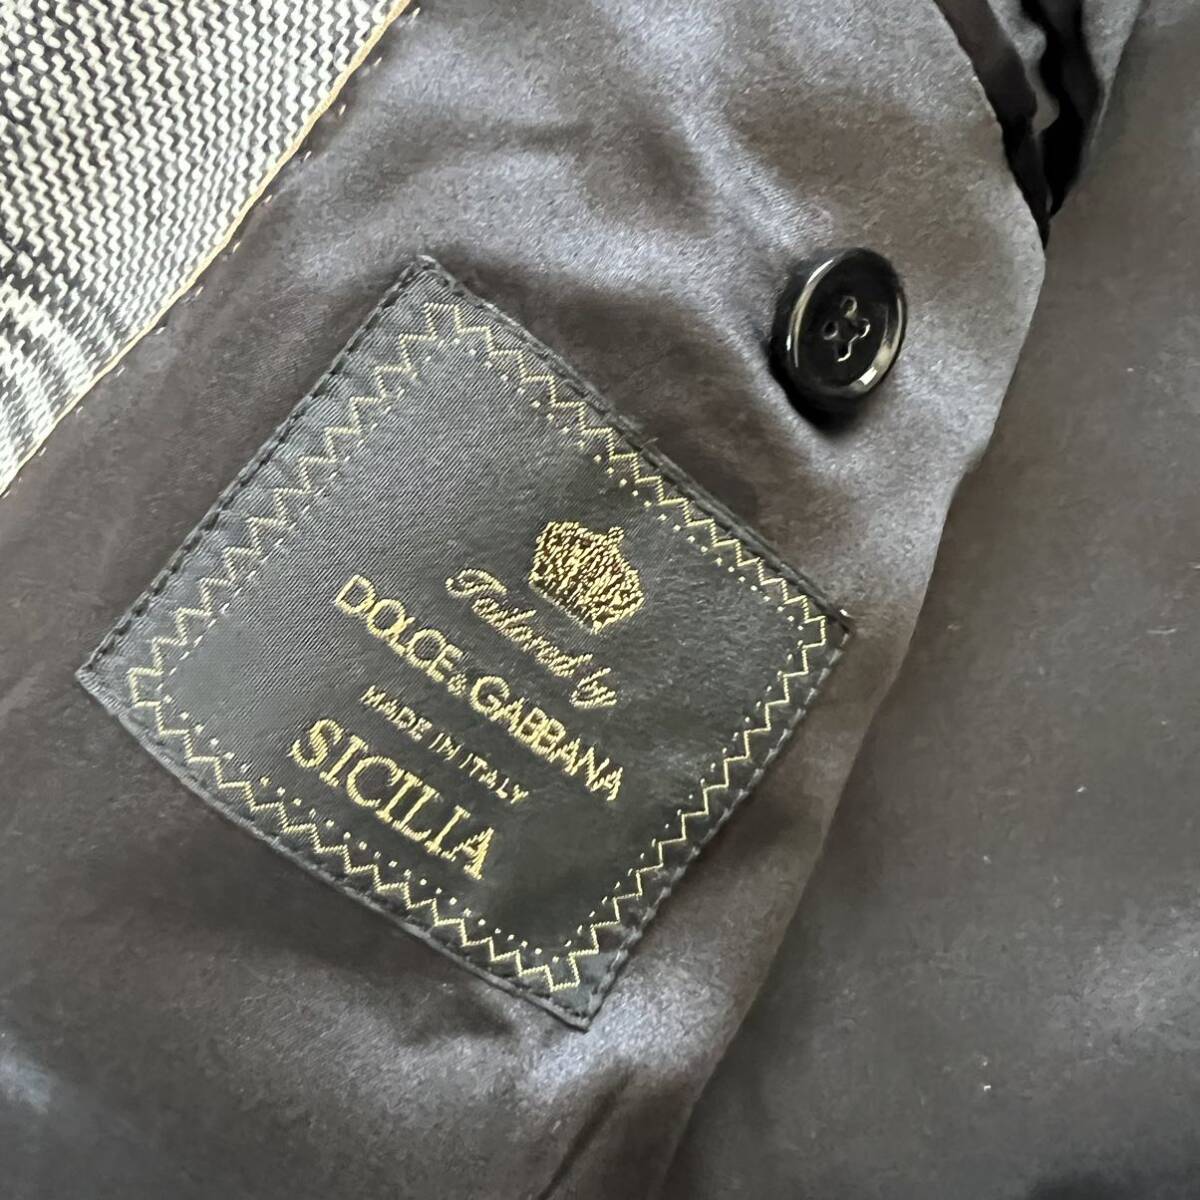 Tailored by
DOLCE & GABBANA
MADE IN ITALY
SICILIA